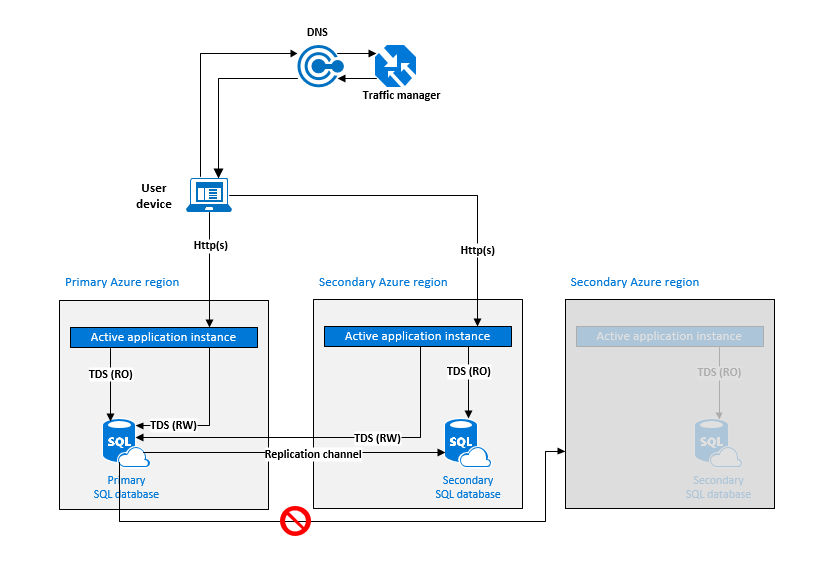 DNS
Traffic manager
User
device
Http(s)
Http(s)
Primary Azure region
Secondary Azure region
Secondary Azure region
Active application instance
Active application instance
Active application instance
TDS (RO)
TDS (RO)
TDS (RO)
TDS (RW)
TDS (RW)
SQL
SQL
SQL
Replication channel
Primary
SQL database
Secondary
SQL database
Secondary
SQL database